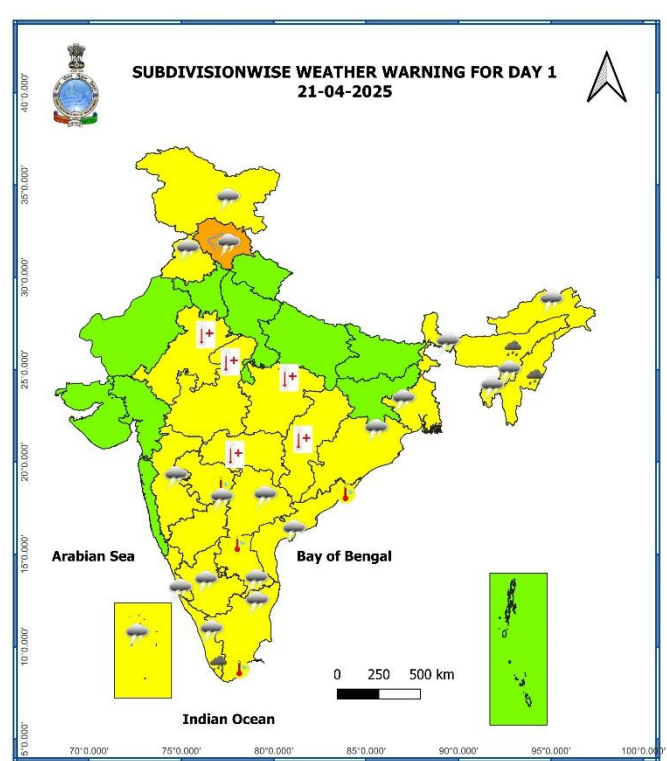 SUBDIVISIONWISE WEATHER WARNING FOR DAY 1
21-04-2025
40°0.000'
35°0.000'
30°0.000'
25°0.000'
20°0.000'
15°0.000'
10°0.000'
5°0.000'
Arabian Sea
Bay of Bengal
0 250 500 km
Indian Ocean
70°0.000' 75°0.000' 80°0.000' 85°0.000' 90°0.000' 95°0.000' 100°0.000'